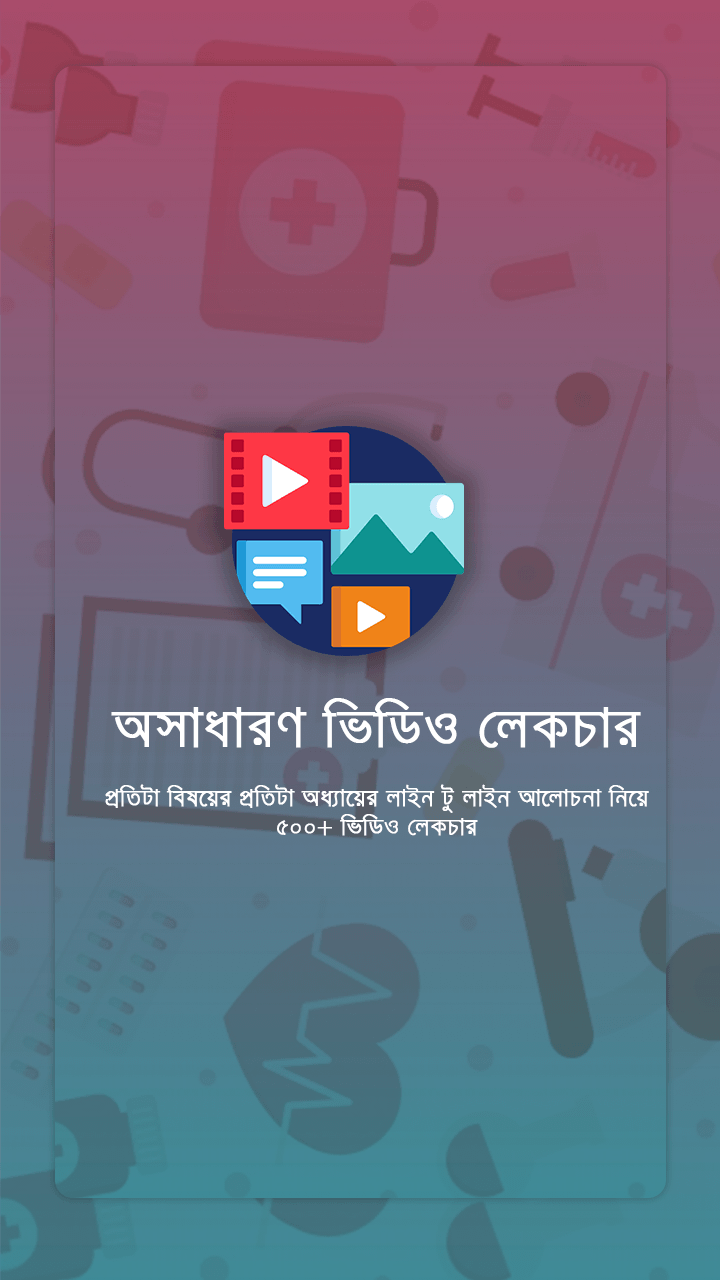 অসাধারণ ভিডিও লেকচার
প্রতিটা বিষয়ের প্রতিটা অধ্যায়ের লাইন টু লাইন আলোচনা নিয়ে
৫০০+ ভিডিও লেকচার